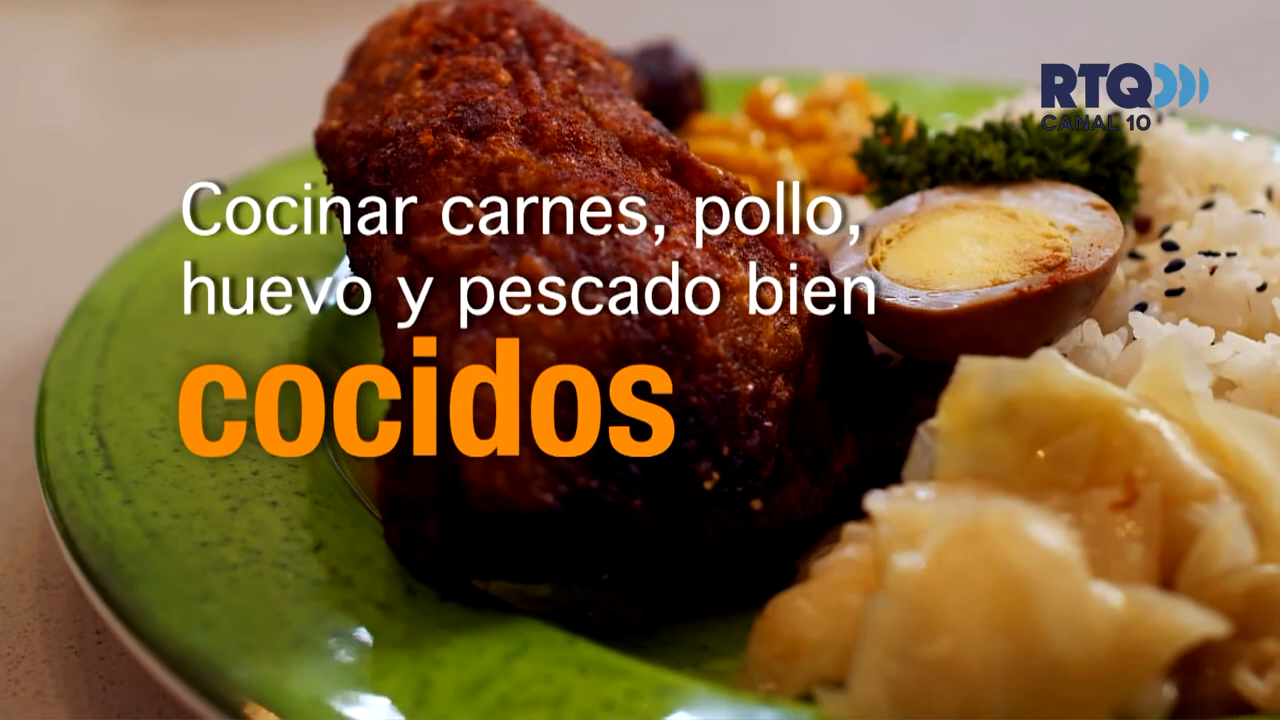 RTQ
CANAL 10
Cocinar carnes, pollo,
huevo y pescado bien
cocidos